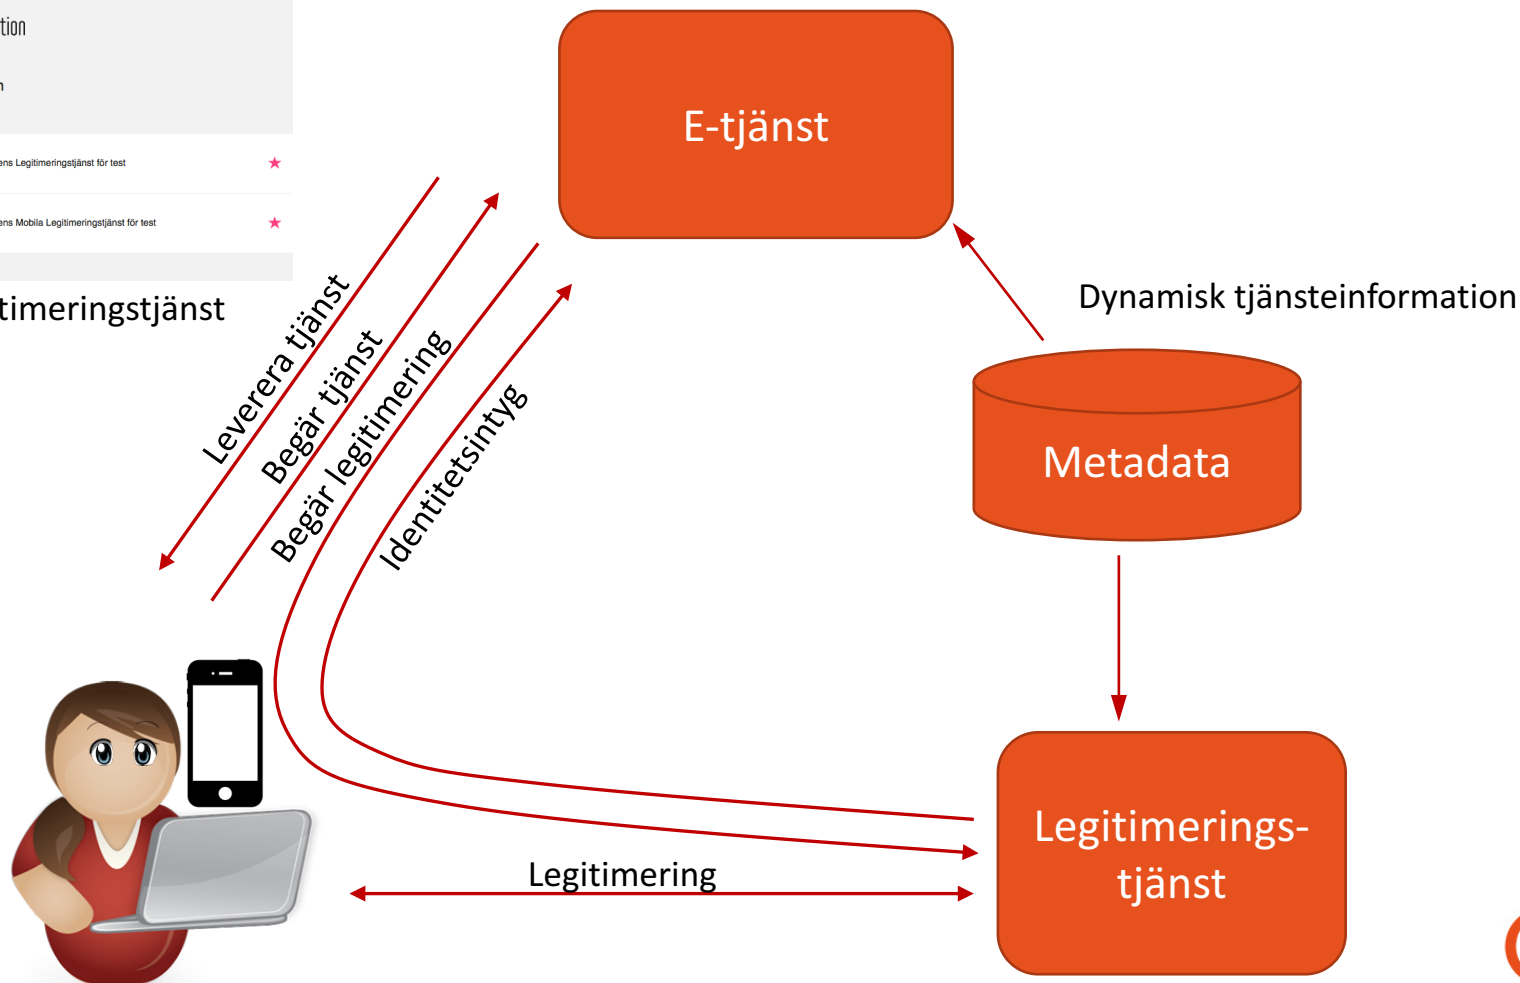 tion
n
ens Legitimeringstjänst för test
ens Mobila Legitimeringstjänst för test
timeringstjänst
E-tjänst
Dynamisk tjänsteinformation
Leverera tjänst
Begär tjänst
Begär legitimering
Identitetsintyg
Metadata
Legitimerings-
tjänst
Legitimering